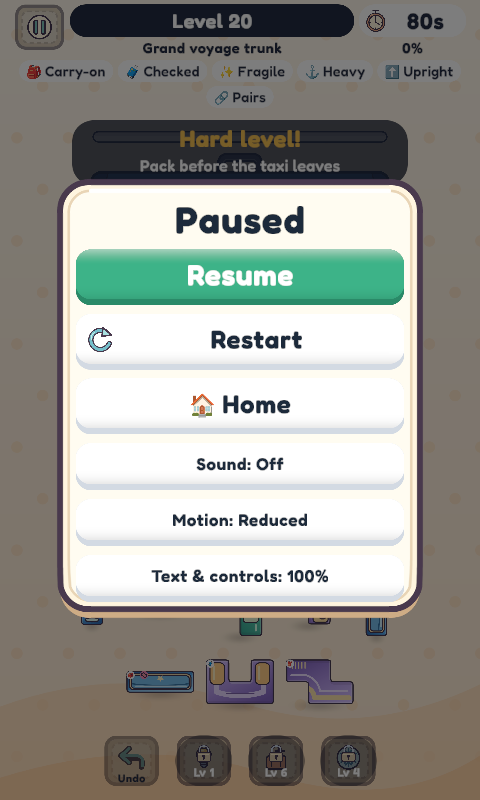 Level 20
80s
Grand voyage trunk
0%
Carry-on
Checked
Fragile
Heavy
Upright
Pairs
Hard level!
Pack before the taxi leaves
Paused
Resume
Restart
Home
Sound: Off
Motion: Reduced
Text & controls: 100%
Undo
Lv 1
Lv 6
Lv 4